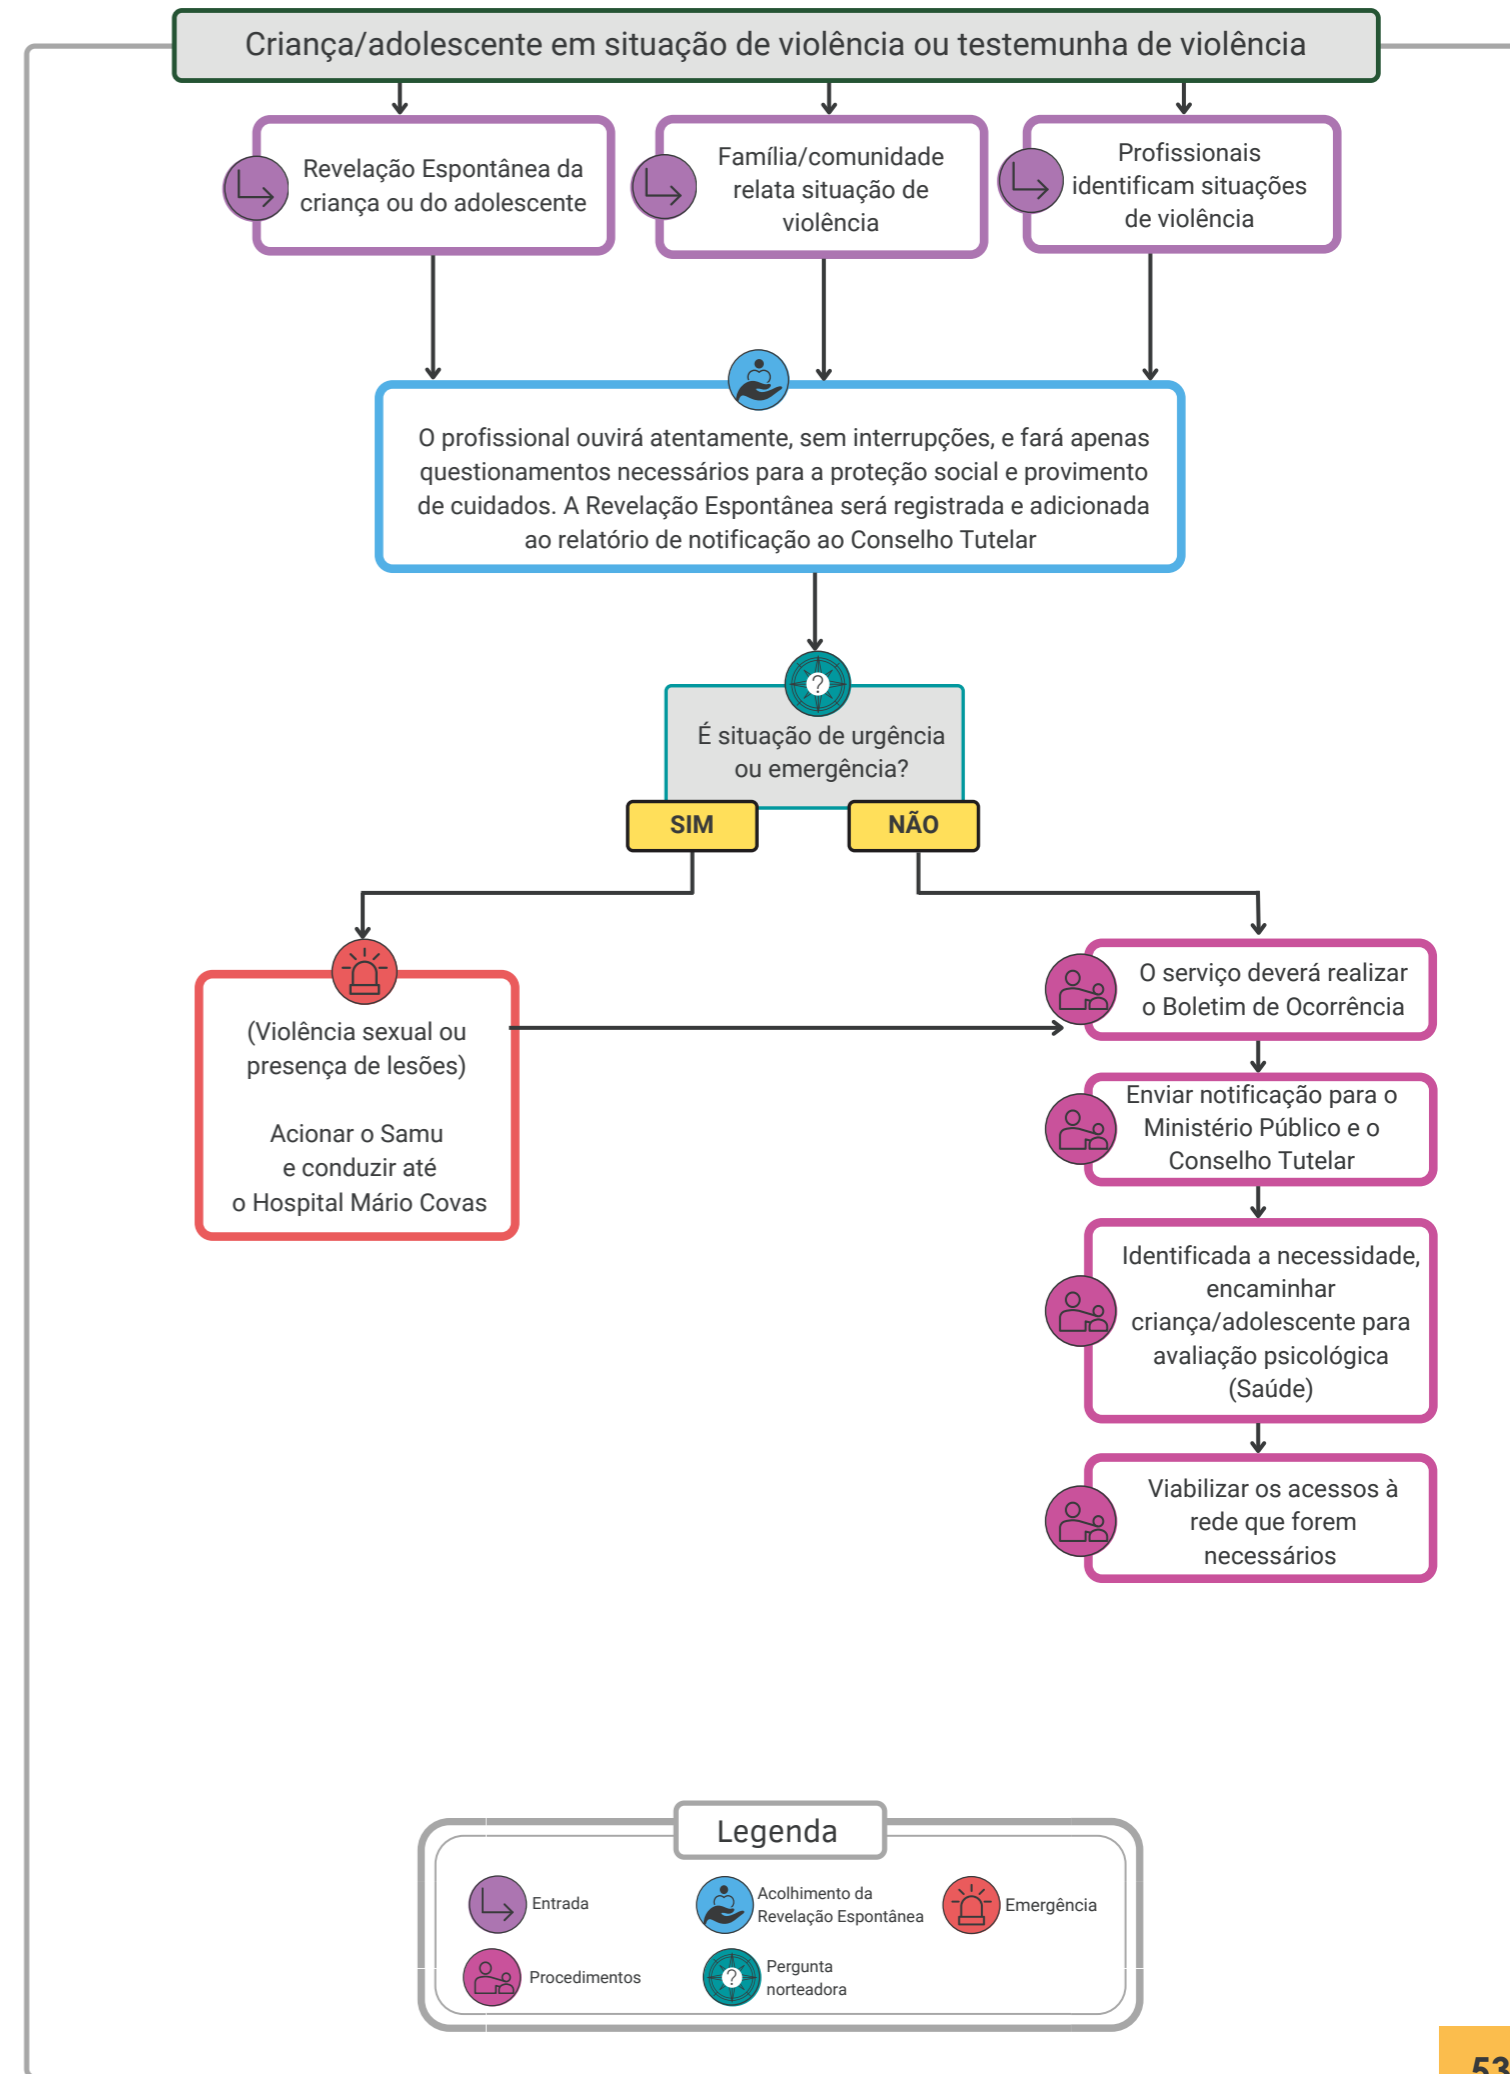 Criança/adolescente em situação de violência ou testemunha de violência
Revelação Espontânea da
criança ou do adolescente
Família/comunidade
relata situação de
violência
Profissionais
identificam situações
de violência
O profissional ouvirá atentamente, sem interrupções, e fará apenas
questionamentos necessários para a proteção social e provimento
de cuidados. A Revelação Espontânea será registrada e adicionada
ao relatório de notificação ao Conselho Tutelar
?
É situação de urgência
ou emergência?
SIM
NÃO
(Violência sexual ou
presença de lesões)
Acionar o Samu
e conduzir até
o Hospital Mário Covas
O serviço deverá realizar
o Boletim de Ocorrência
Enviar notificação para o
Ministério Público e o
Conselho Tutelar
Identificada a necessidade,
encaminhar
criança/adolescente para
avaliação psicológica
(Saúde)
Viabilizar os acessos à
rede que forem
necessários
Legenda
Entrada
Acolhimento da
Revelação Espontânea
Emergência
Procedimentos
?
Pergunta
norteadora
53